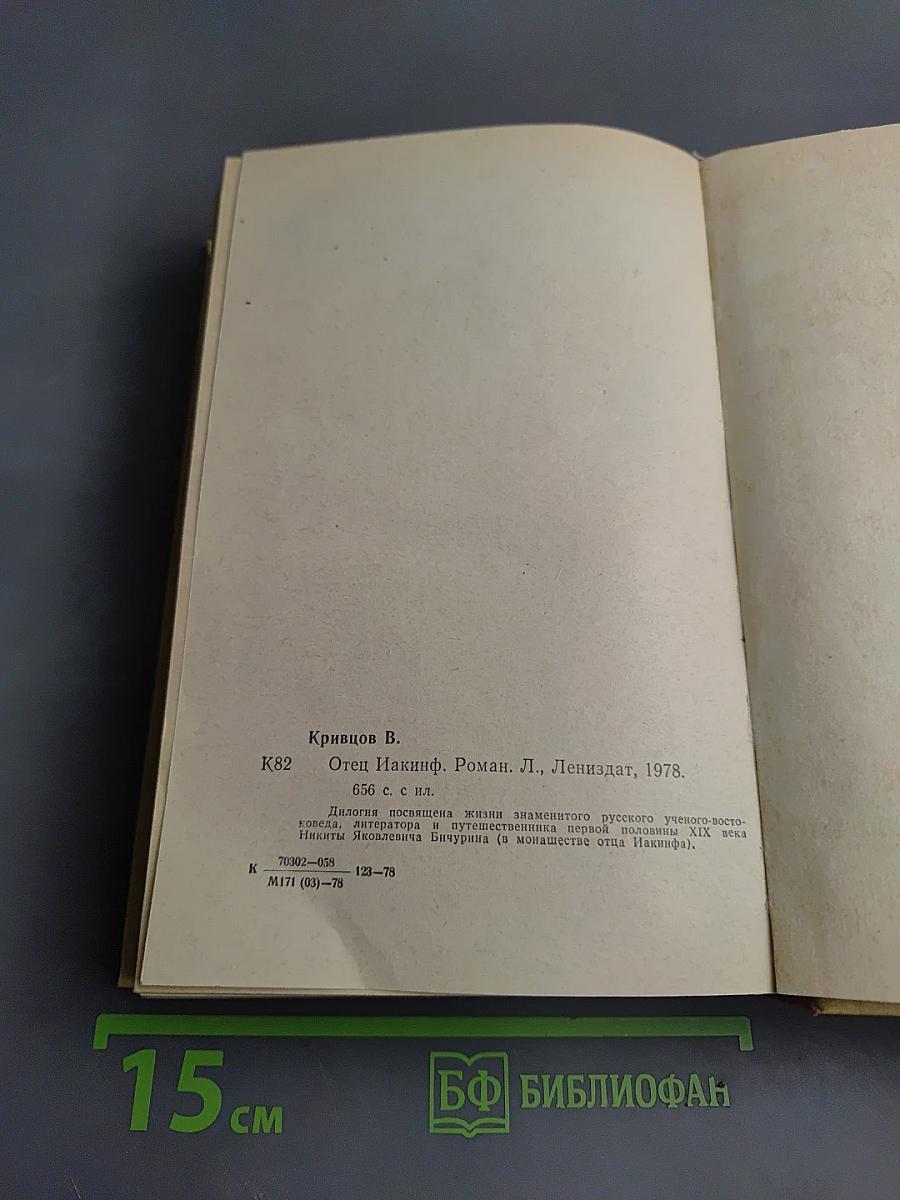 Кривцов В.
К82 Отец Иакинф. Роман. Л., Лениздат, 1978.
656 с. с ил.
Дилогия посвящена жизни знаменитого русского ученого-восто-
коведа, литератора и путешественника первой половины XIX века
Никиты Яковлевича Бичурина (в монашестве отца Иакинфа).
К 70302—058 123—78
М171 (03)—78
15 см
БФ БИБЛИОФАН